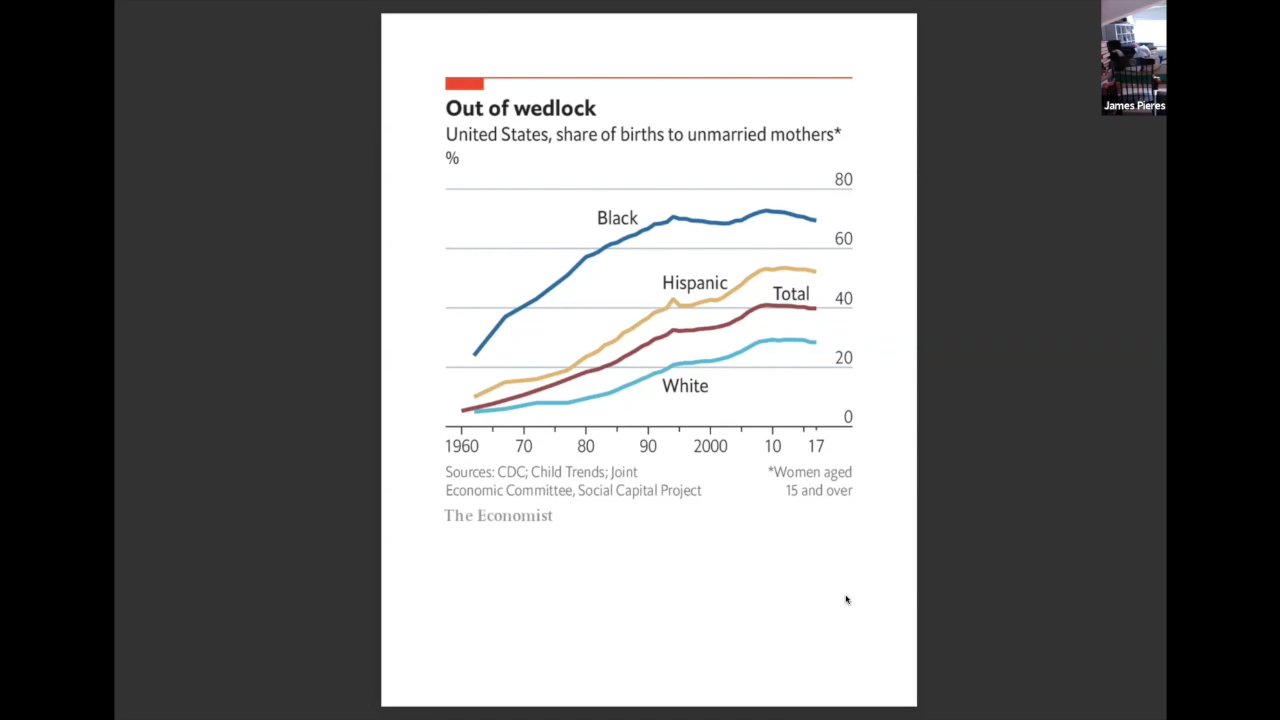 James Pieres
Out of wedlock
United States, share of births to unmarried mothers*
%
80
Black
60
Hispanic
Total
40
20
White
0
1960 70 80 90 2000 10 17
Sources: CDC; Child Trends; Joint
Economic Committee, Social Capital Project
*Women aged
15 and over
The Economist